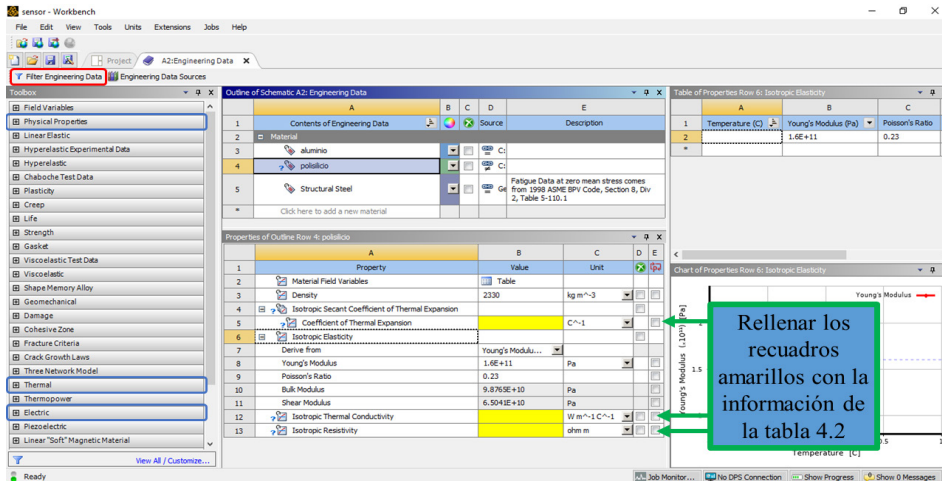 sensor - Workbench
File Edit View Tools Units Extensions Jobs Help
Project A2:Engineering Data
Filter Engineering Data Engineering Data Sources
Toolbox
Field Variables
Physical Properties
Linear Elastic
Hyperelastic Experimental Data
Hyperelastic
Chaboche Test Data
Plasticity
Creep
Life
Strength
Gasket
Viscoelastic Test Data
Viscoelastic
Shape Memory Alloy
Geomechanical
Damage
Cohesive Zone
Fracture Criteria
Crack Growth Laws
Three Network Model
Thermal
Thermopower
Electric
Piezoelectric
Linear "Soft" Magnetic Material
View All / Customize...
Outline of Schematic A2: Engineering Data
A B C D E
1 Contents of Engineering Data Source Description
2 Material
3 aluminio C:
4 polisilicio C:
5 Structural Steel Ge Fatigue Data at zero mean stress comes
from 1998 ASME BPV Code, Section 8, Div
2, Table 5-110.1
* Click here to add a new material
Properties of Outline Row 4: polisilicio
A B C D E
1 Property Value Unit
2 Material Field Variables Table
3 Density 2330 kg m^-3
4 Isotropic Secant Coefficient of Thermal Expansion
5 Coefficient of Thermal Expansion C^-1
6 Isotropic Elasticity
7 Derive from Young's Modulu...
8 Young's Modulus 1.6E+11 Pa
9 Poisson's Ratio 0.23
10 Bulk Modulus 9.8765E+10 Pa
11 Shear Modulus 6.5041E+10 Pa
12 Isotropic Thermal Conductivity W m^-1 C^-1
13 Isotropic Resistivity ohm m
Table of Properties Row 6: Isotropic Elasticity
A B C
1 Temperature (C) Young's Modulus (Pa) Poisson's Ratio
2 1.6E+11 0.23
*
Chart of Properties Row 6: Isotropic Elasticity
Young's Modulus
Young's Modulus (.10¹¹) [Pa]
1.5
0.5
1
Temperature [C]
Rellenar los
recuadros
amarillos con la
información de
la tabla 4.2
Ready
Job Monitor... No DPS Connection Show Progress Show 0 Messages